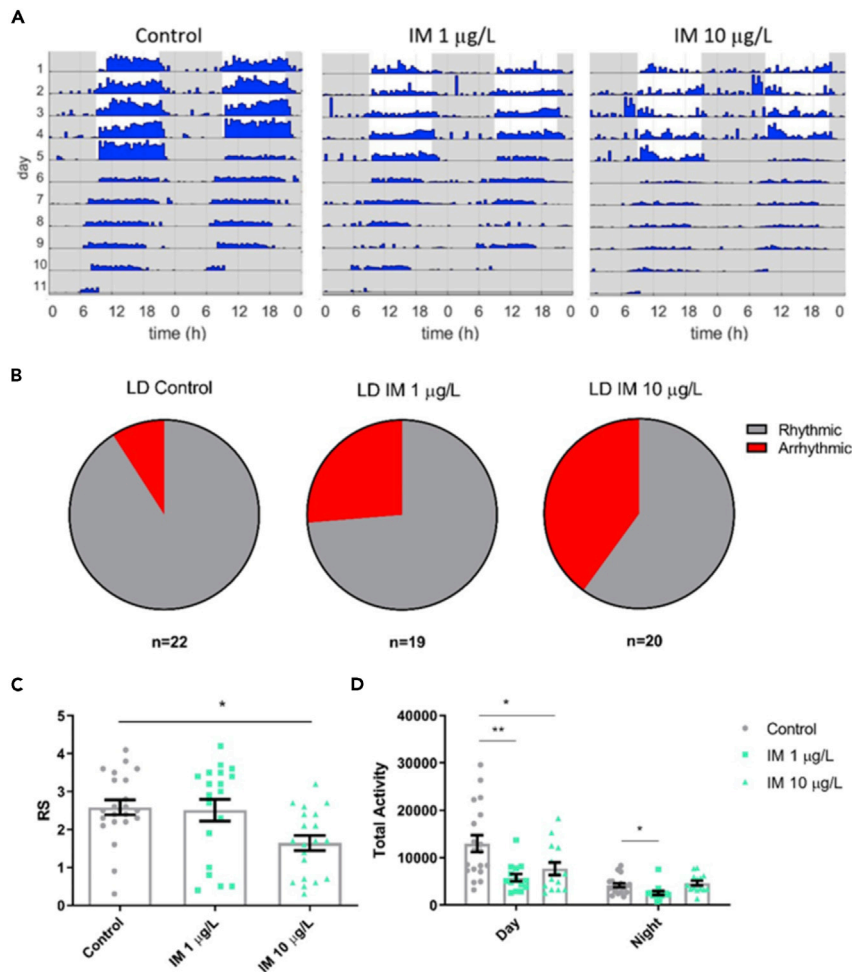 A
Control
IM 1 μg/L
IM 10 μg/L
day
1
2
3
4
5
6
7
8
9
10
11
0 6 12 18 0 6 12 18 0
0 6 12 18 0 6 12 18 0
0 6 12 18 0 6 12 18 0
time (h)
time (h)
time (h)
B
LD Control
LD IM 1 μg/L
LD IM 10 μg/L
Rhythmic
Arrhythmic
n=22
n=19
n=20
C
*
RS
5
4
3
2
1
0
Control
IM 1 μg/L
IM 10 μg/L
D
*
**
*
Total Activity
40000
30000
20000
10000
0
Day
Night
Control
IM 1 μg/L
IM 10 μg/L